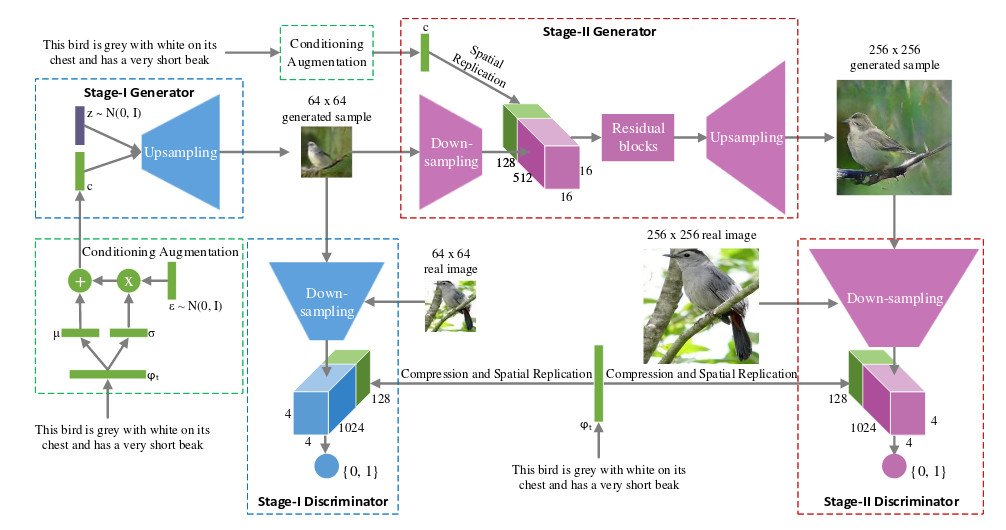 This bird is grey with white on its
chest and has a very short beak
Conditioning
Augmentation
c
Spatial
Replication
Stage-II Generator
256 x 256
generated sample
Stage-I Generator
z ~ N(0, I)
Upsampling
c
64 x 64
generated sample
Down-
sampling
128
512
16
16
Residual
blocks
Upsampling
Conditioning Augmentation
+
x
ε ~ N(0, I)
μ
σ
φt
This bird is grey with white on its
chest and has a very short beak
64 x 64
real image
256 x 256 real image
Down-
sampling
Down-sampling
Compression and Spatial Replication
Compression and Spatial Replication
128
1024
4
4
{0, 1}
Stage-I Discriminator
φt
This bird is grey with white on its
chest and has a very short beak
128
1024
4
4
{0, 1}
Stage-II Discriminator